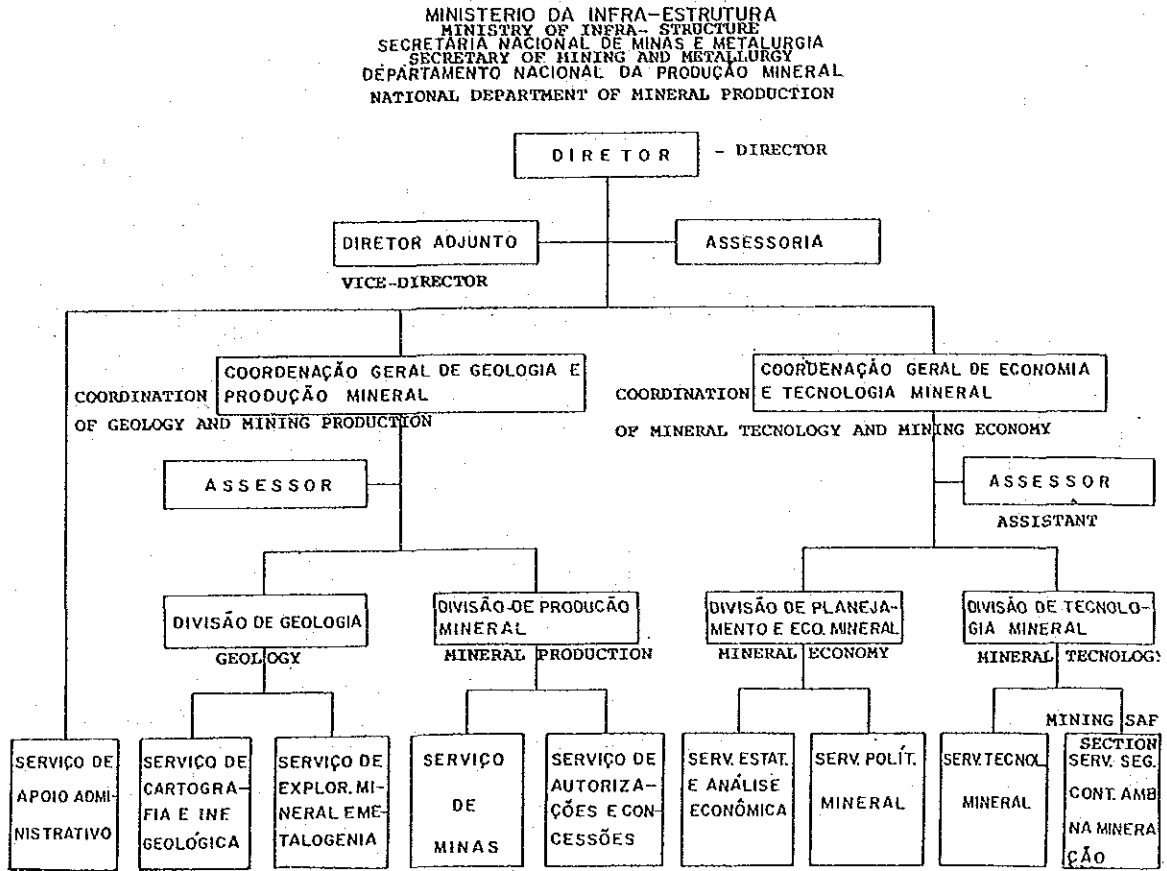 MINISTERIO DA INFRA-ESTRUTURA
MINISTRY OF INFRA- STRUCTURE
SECRETARIA NACIONAL DE MINAS E METALURGIA
SECRETARY OF MINING AND METALLURGY
DEPARTAMENTO NACIONAL DA PRODUÇÃO MINERAL
NATIONAL DEPARTMENT OF MINERAL PRODUCTION
DIRETOR - DIRECTOR
DIRETOR ADJUNTO
ASSESSORIA
VICE-DIRECTOR
COORDENAÇÃO GERAL DE GEOLOGIA E
PRODUÇÃO MINERAL
COORDINATION
OF GEOLOGY AND MINING PRODUCTION
COORDENAÇÃO GERAL DE ECONOMIA
E TECNOLOGIA MINERAL
COORDINATION
OF MINERAL TECNOLOGY AND MINING ECONOMY
ASSESSOR
ASSESSOR
ASSISTANT
DIVISÃO DE GEOLOGIA
GEOLOGY
DIVISÃO-DE PRODUCÃO
MINERAL
MINERAL PRODUCTION
DIVISÃO DE PLANEJA-
MENTO E ECO. MINERAL
MINERAL ECONOMY
DIVISÃO DE TECNOLO-
GIA MINERAL
MINERAL TECNOLOGY
SERVIÇO DE
APOIO ADMI-
NISTRATIVO
SERVIÇO DE
CARTOGRA-
FIA E INF
GEOLÓGICA
SERVIÇO DE
EXPLOR. MI-
NERAL EME-
TALOGENIA
SERVIÇO
DE
MINAS
SERVIÇO DE
AUTORIZA-
ÇÕES E CON-
CESSÕES
SERV. ESTAT.
E ANÁLISE
ECONÔMICA
SERV. POLÍT.
MINERAL
SERV. TECNOL.
MINERAL
MINING SAF
SECTION
SERV. SEG.
CONT. AMB
NA MINERA
ÇÃO